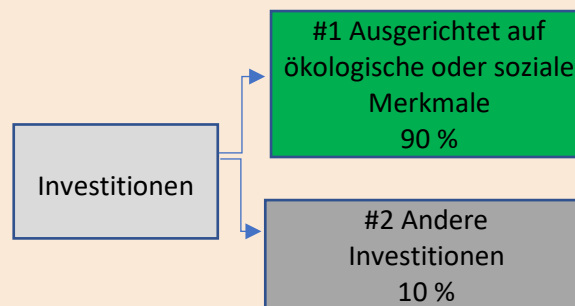 #1 Ausgerichtet auf
ökologische oder soziale
Merkmale
90 %
Investitionen
#2 Andere
Investitionen
10 %